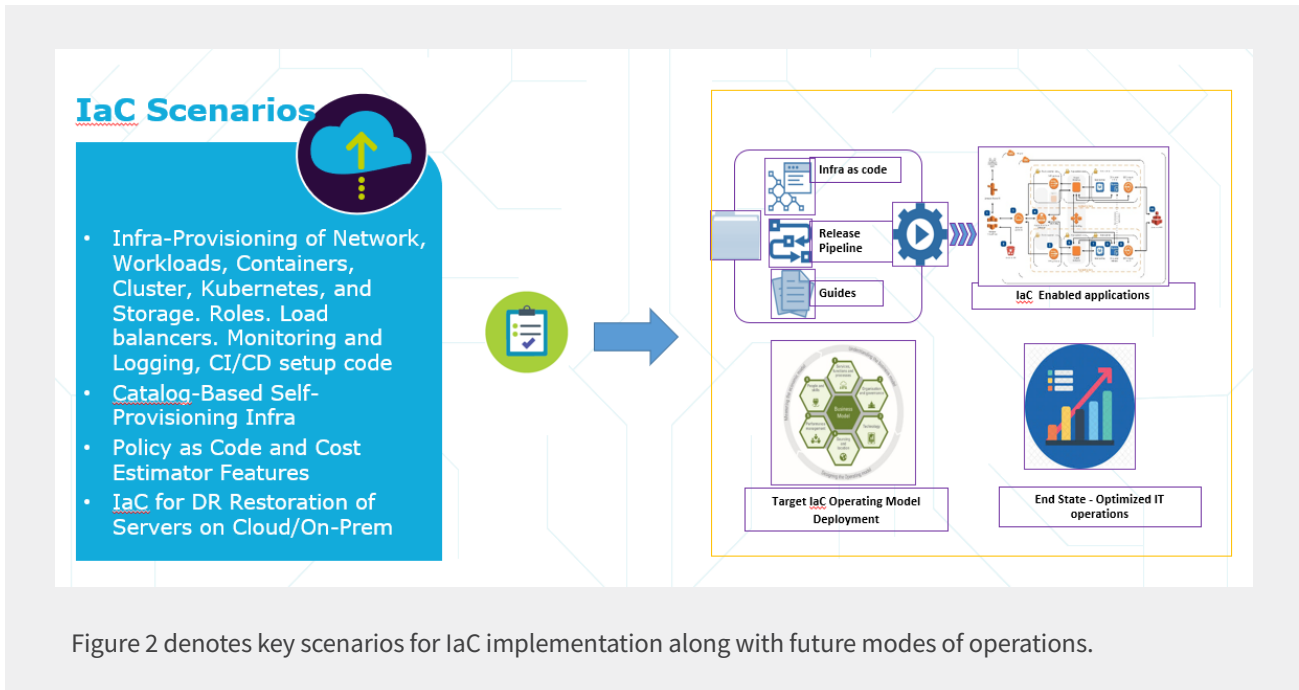 IaC Scenarios
• Infra-Provisioning of Network,
Workloads, Containers,
Cluster, Kubernetes, and
Storage. Roles. Load
balancers. Monitoring and
Logging, CI/CD setup code
• Catalog-Based Self-
Provisioning Infra
• Policy as Code and Cost
Estimator Features
• IaC for DR Restoration of
Servers on Cloud/On-Prem
Infra as code
Release
Pipeline
Guides
IaC Enabled applications
Business
Model
Target IaC Operating Model
Deployment
End State - Optimized IT
operations
Figure 2 denotes key scenarios for IaC implementation along with future modes of operations.